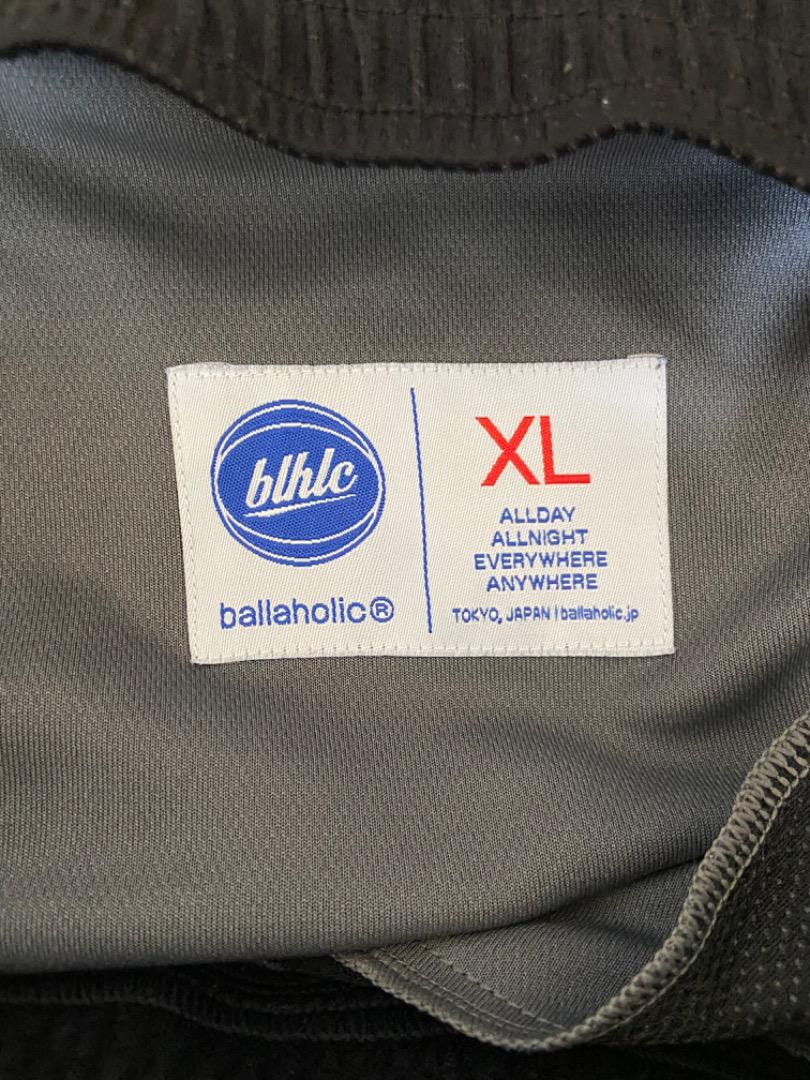 blhlc
ballaholic®
XL
ALLDAY
ALLNIGHT
EVERYWHERE
ANYWHERE
TOKYO, JAPAN | ballaholic.jp